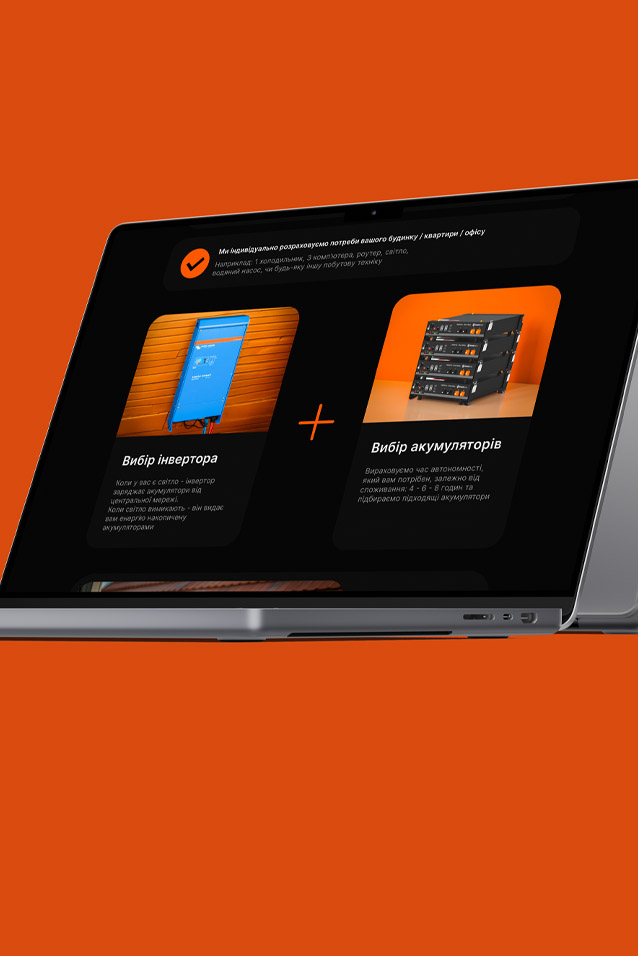 Ми індивідуально розраховуємо потреби вашого будинку / квартири / офісу
Наприклад: 1 холодильник, 3 компʼютера, роутер, світло,
водяний насос, чи будь-яку іншу побутову техніку
Вибір інвертора
Коли у вас є світло - інвертор
заряджає акумулятори від
центральної мережі.
Коли світло вимикають - він видає
вам енергію накопичену
акумуляторами
Вибір акумуляторів
Вираховуємо час автономності,
який вам потрібен, залежно від
споживання: 4 - 6 - 8 годин та
підбираємо підходящі акумулятори